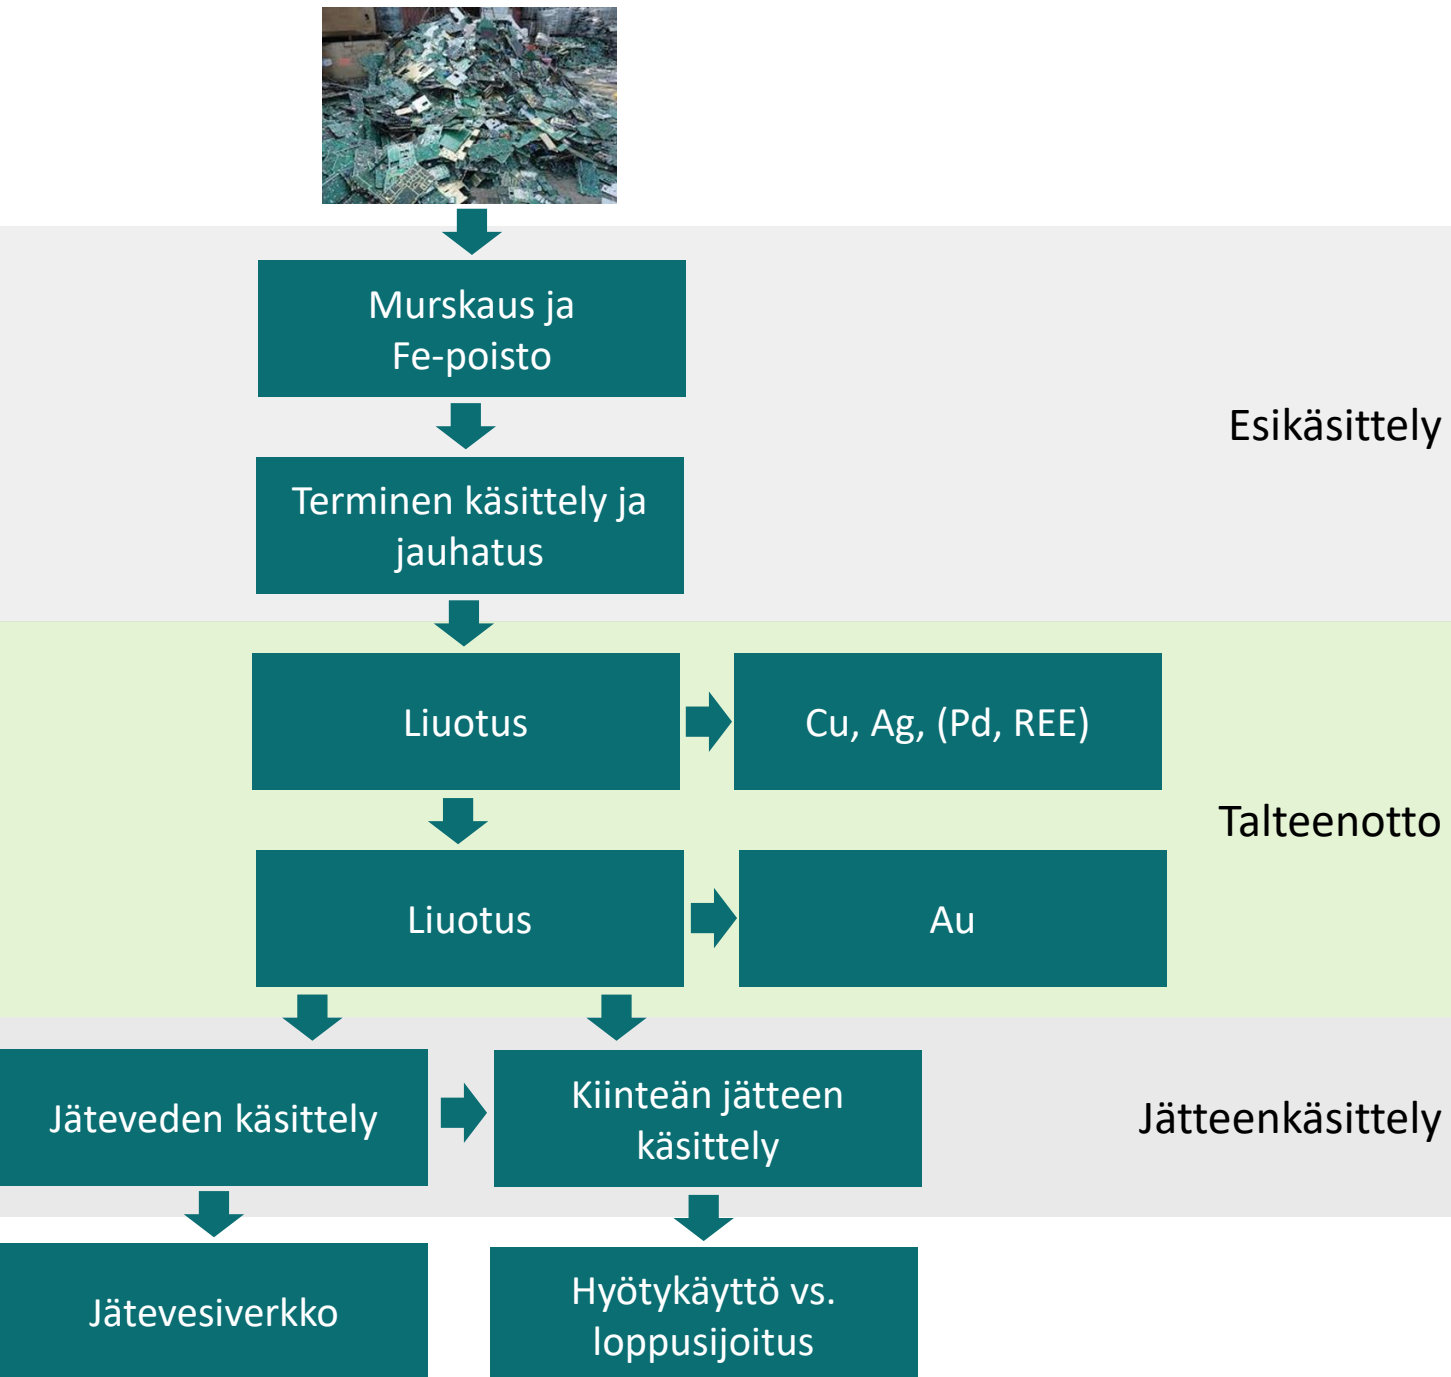 Murskaus ja
Fe-poisto
Esikäsittely
Terminen käsittely ja
jauhatus
Liuotus
Cu, Ag, (Pd, REE)
Talteenotto
Liuotus
Au
Jäteveden käsittely
Kiinteän jätteen
käsittely
Jätteenkäsittely
Jätevesiverkko
Hyötykäyttö vs.
loppusijoitus